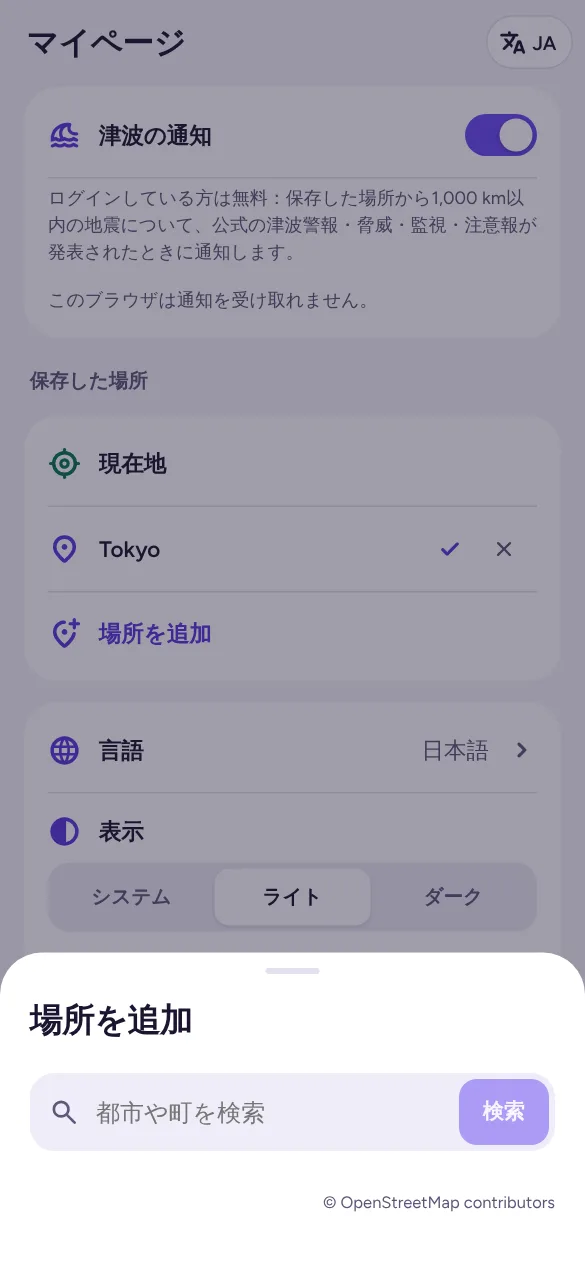 マイページ
JA
津波の通知
ログインしている方は無料：保存した場所から1,000 km以
内の地震について、公式の津波警報・脅威・監視・注意報が
発表されたときに通知します。
このブラウザは通知を受け取れません。
保存した場所
現在地
Tokyo
場所を追加
言語
日本語
表示
システム
ライト
ダーク
場所を追加
都市や町を検索
検索
© OpenStreetMap contributors